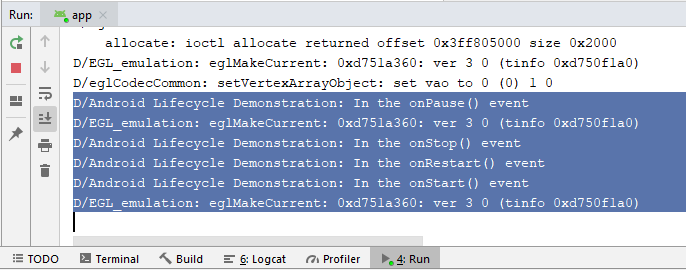 Run: app
allocate: ioctl allocate returned offset 0x3ff805000 size 0x2000
D/EGL_emulation: eglMakeCurrent: 0xd751a360: ver 3 0 (tinfo 0xd750f1a0)
D/eglCodecCommon: setVertexArrayObject: set vao to 0 (0) 1 0
D/Android Lifecycle Demonstration: In the onPause() event
D/EGL_emulation: eglMakeCurrent: 0xd751a360: ver 3 0 (tinfo 0xd750f1a0)
D/Android Lifecycle Demonstration: In the onStop() event
D/Android Lifecycle Demonstration: In the onRestart() event
D/Android Lifecycle Demonstration: In the onStart() event
D/EGL_emulation: eglMakeCurrent: 0xd751a360: ver 3 0 (tinfo 0xd750f1a0)
TODO Terminal Build 6: Logcat Profiler 4: Run